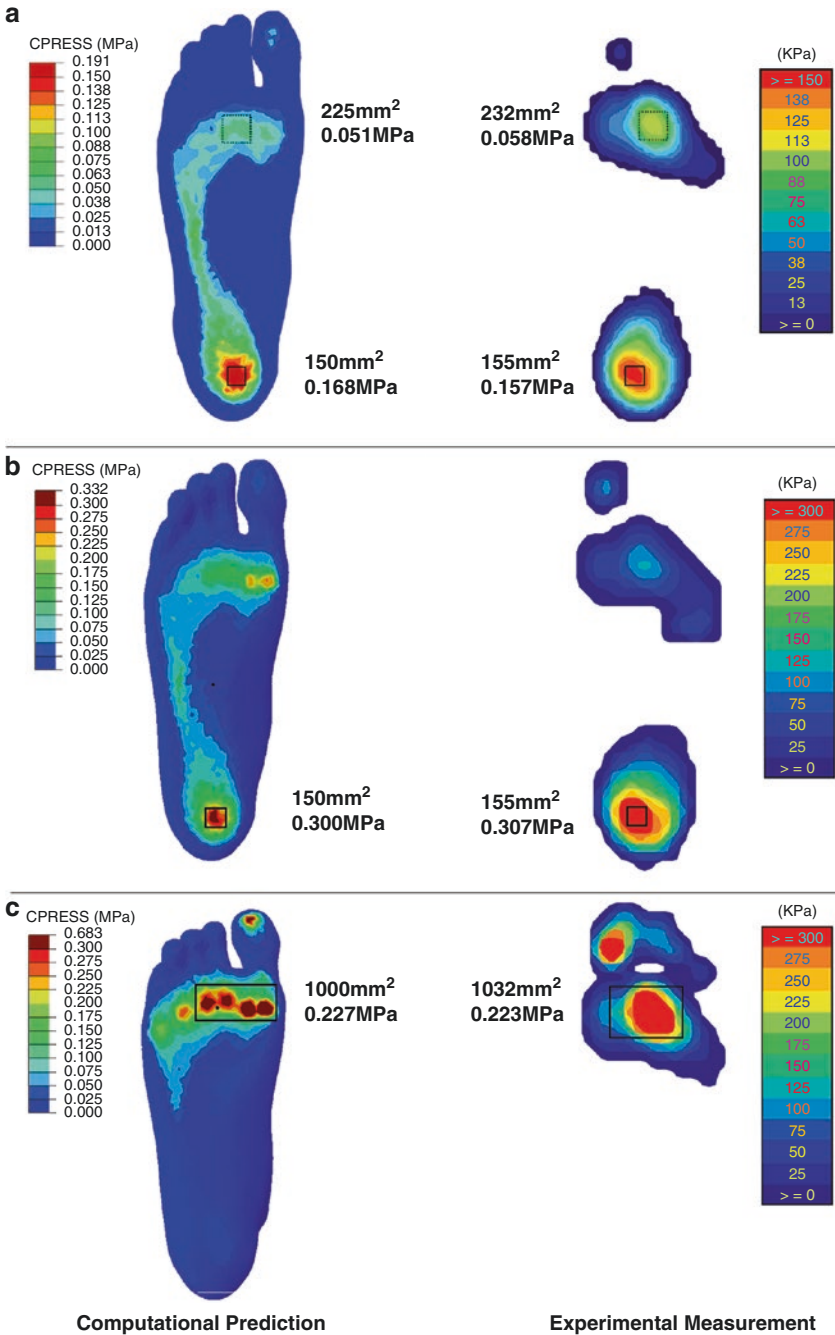 a
CPRESS (MPa)
0.191
0.150
0.138
0.125
0.113
0.100
0.088
0.075
0.063
0.050
0.038
0.025
0.013
0.000
225mm²
0.051MPa
150mm²
0.168MPa
232mm²
0.058MPa
155mm²
0.157MPa
(KPa)
> = 150
138
125
113
100
88
75
63
50
38
25
13
> = 0
b
CPRESS (MPa)
0.332
0.300
0.275
0.250
0.225
0.200
0.175
0.150
0.125
0.100
0.075
0.050
0.025
0.000
150mm²
0.300MPa
155mm²
0.307MPa
(KPa)
> = 300
275
250
225
200
175
150
125
100
75
50
25
> = 0
c
CPRESS (MPa)
0.683
0.300
0.275
0.250
0.225
0.200
0.175
0.150
0.125
0.100
0.075
0.050
0.025
0.000
1000mm²
0.227MPa
1032mm²
0.223MPa
(KPa)
> = 300
275
250
225
200
175
150
125
100
75
50
25
> = 0
Computational Prediction
Experimental Measurement